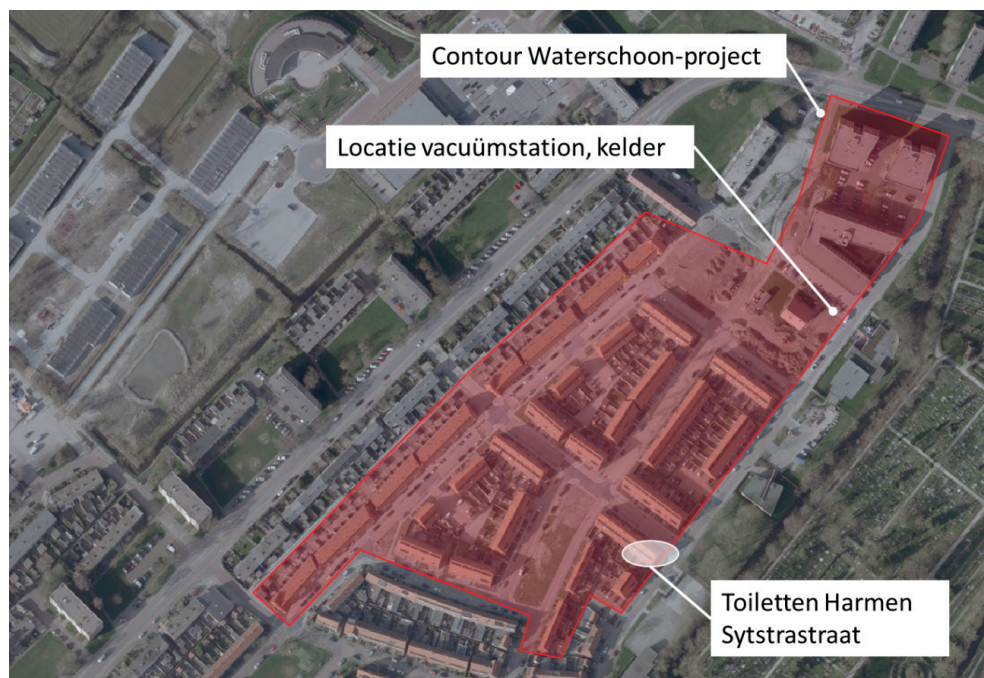 Contour Waterschoon-project
Locatie vacuümstation, kelder
Toiletten Harmen
Sytstrastraat